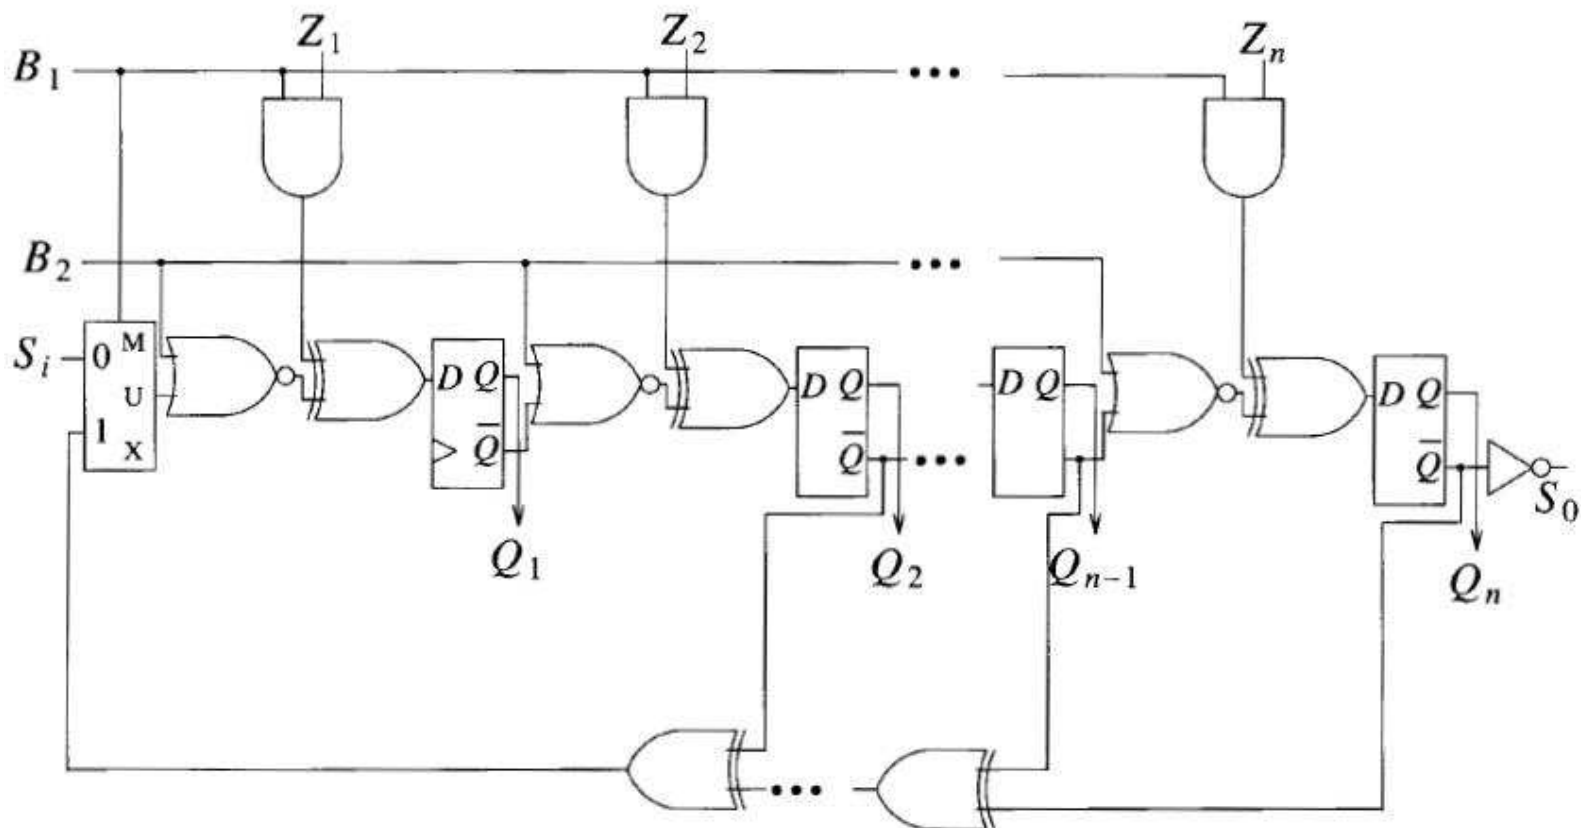 Z₁
Z₂
Zₙ
B₁
•••
B₂
•••
Sᵢ
0
M
U
1
X
D Q
Q̅
D Q
Q̅
•••
D Q
Q̅
D Q
Q̅
S₀
Q₁
Q₂
Qₙ₋₁
Qₙ
•••